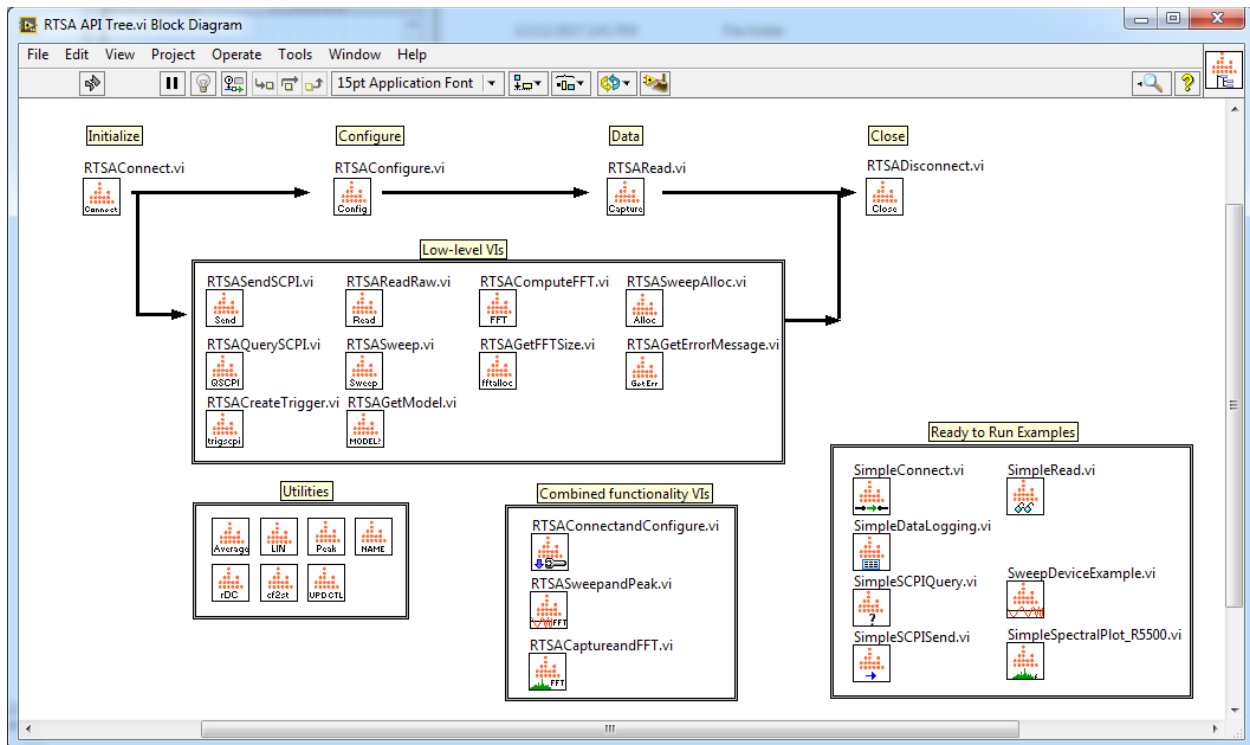 RTSA API Tree.vi Block Diagram
File Edit View Project Operate Tools Window Help
15pt Application Font
Initialize Configure Data Close
RTSAConnect.vi RTSAConfigure.vi RTSARead.vi RTSADisconnect.vi
Connect Config Capture Close
Low-level VIs
RTSASendSCPI.vi RTSAReadRaw.vi RTSAComputeFFT.vi RTSASweepAlloc.vi
Send Read FFT Alloc
RTSAQuerySCPI.vi RTSASweep.vi RTSAGetFFTSize.vi RTSAGetErrorMessage.vi
QSCPI Sweep fftalloc GetErr
RTSACreateTrigger.vi RTSAGetModel.vi
trigscpi MODEL?
Utilities
Average LIN Peak NAME
rDC cf2st UPDCTL
Combined functionality VIs
RTSAConnectandConfigure.vi
RTSASweepandPeak.vi
FFT
RTSACaptureandFFT.vi
FFT
Ready to Run Examples
SimpleConnect.vi SimpleRead.vi
SimpleDataLogging.vi
SimpleSCPIQuery.vi SweepDeviceExample.vi
?
SimpleSCPISend.vi SimpleSpectralPlot_R5500.vi